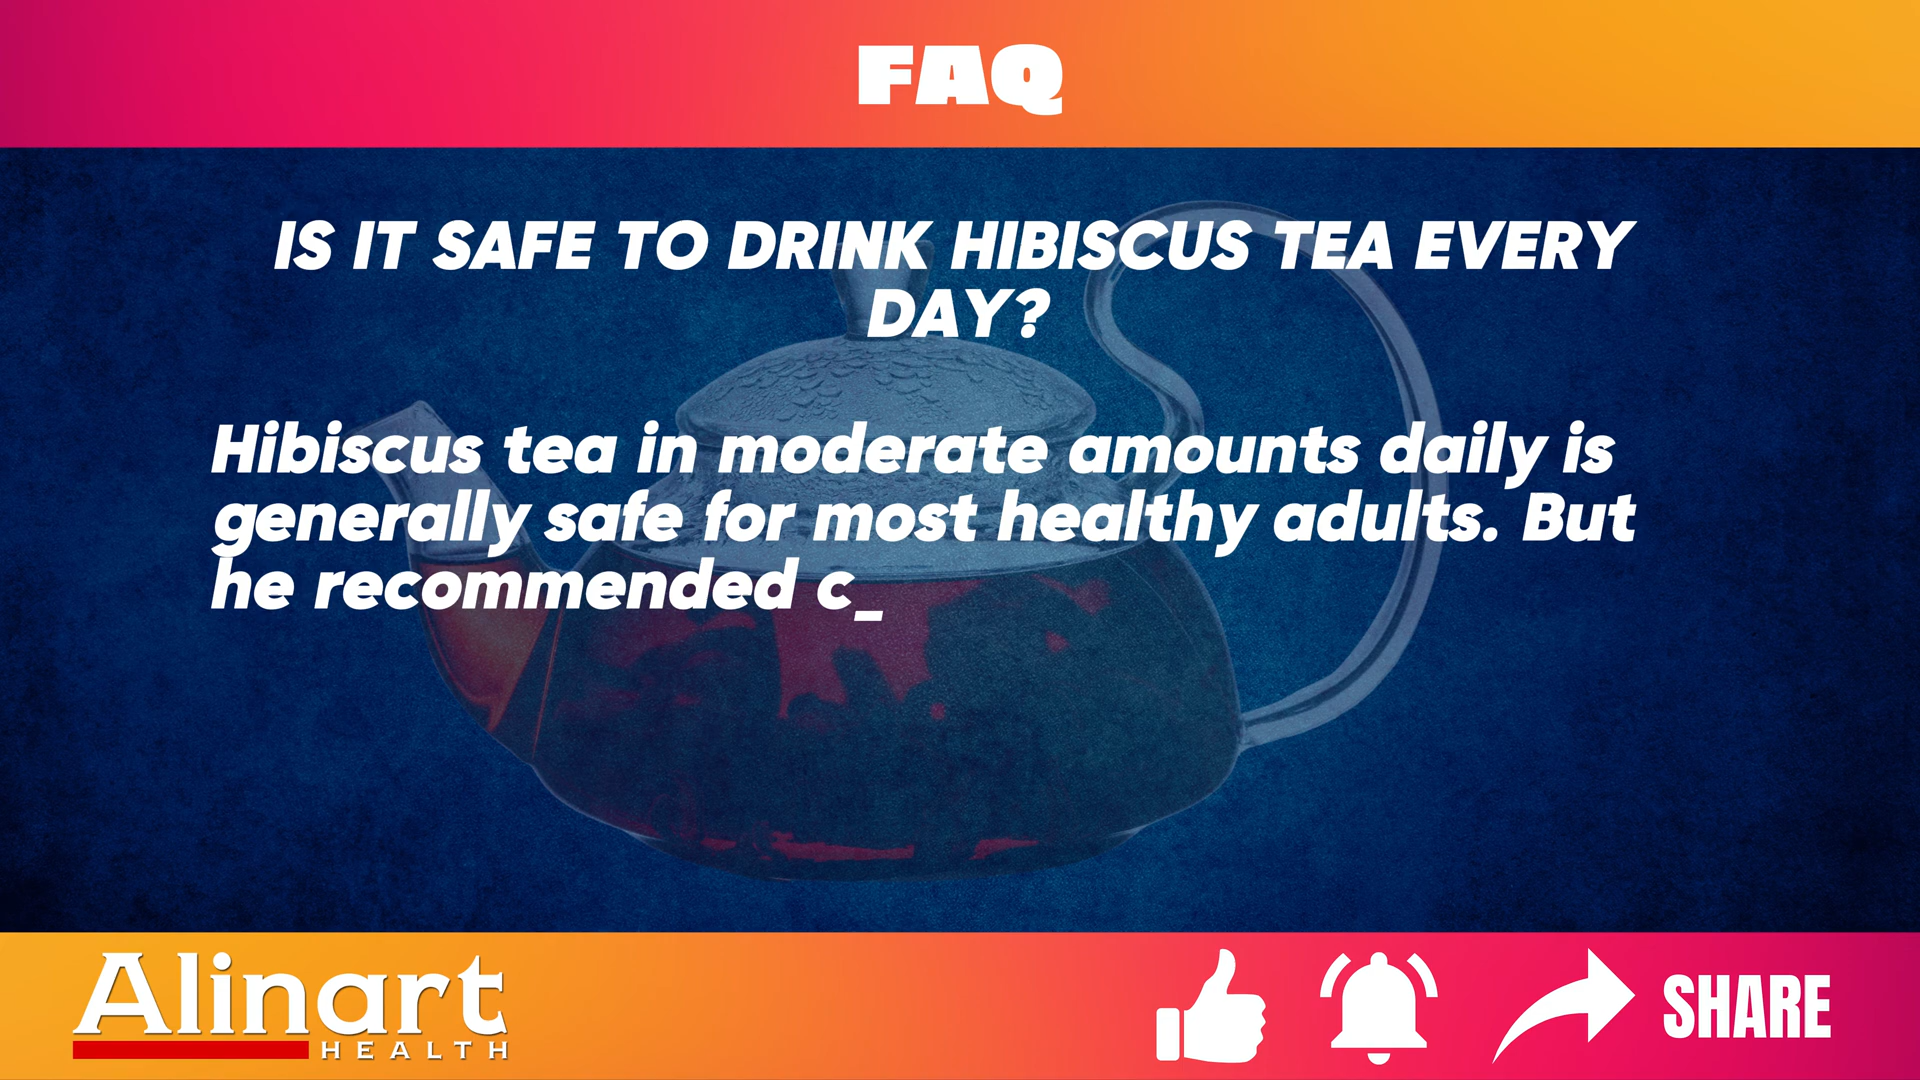 FAQ
IS IT SAFE TO DRINK HIBISCUS TEA EVERY
DAY?
Hibiscus tea in moderate amounts daily is
generally safe for most healthy adults. But
he recommended c_
Alinart
HEALTH
SHARE